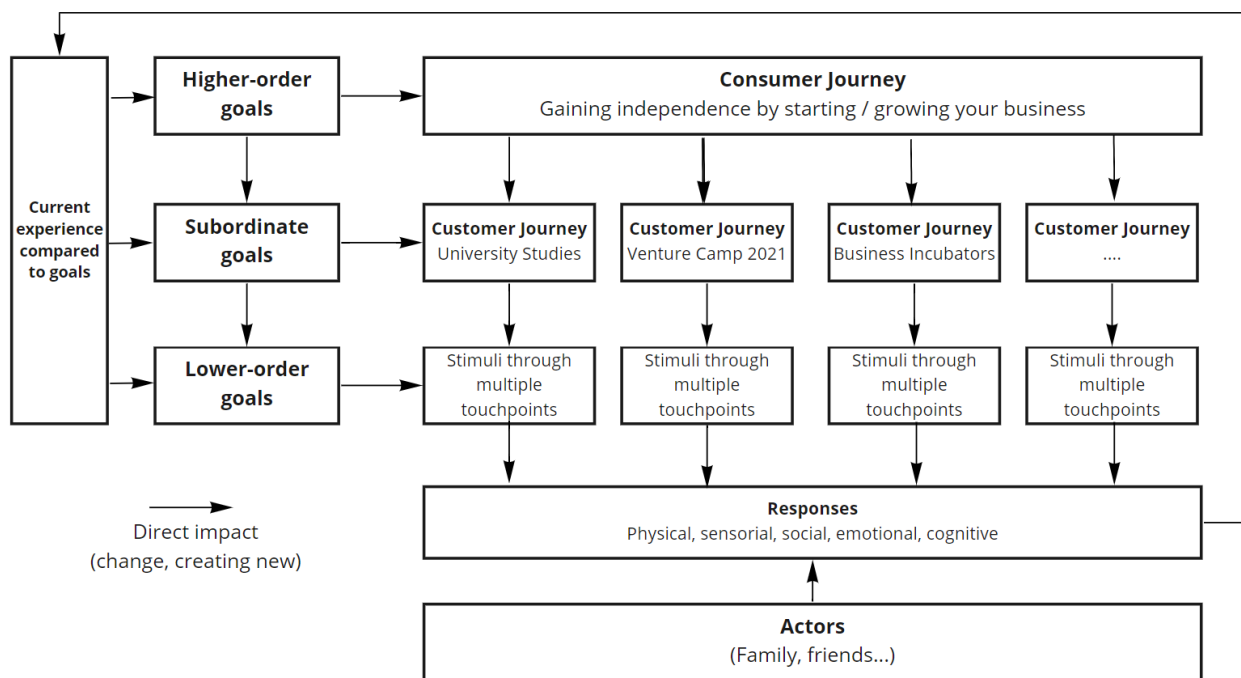 Higher-order
goals
Consumer Journey
Gaining independence by starting / growing your business
Current
experience
compared
to goals
Subordinate
goals
Customer Journey
University Studies
Customer Journey
Venture Camp 2021
Customer Journey
Business Incubators
Customer Journey
....
Lower-order
goals
Stimuli through
multiple
touchpoints
Stimuli through
multiple
touchpoints
Stimuli through
multiple
touchpoints
Stimuli through
multiple
touchpoints
Responses
Physical, sensorial, social, emotional, cognitive
Direct impact
(change, creating new)
Actors
(Family, friends...)